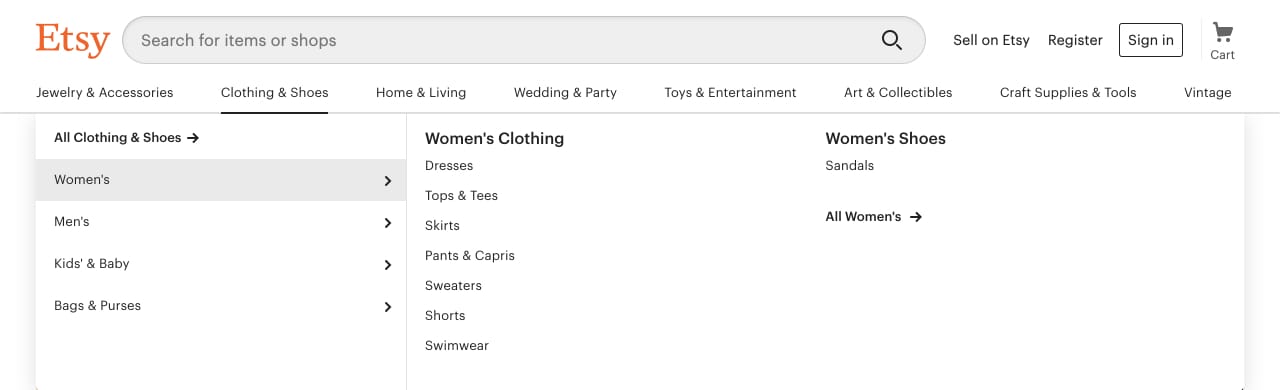 Etsy
Search for items or shops
Sell on Etsy
Register
Sign in
Cart
Jewelry & Accessories
Clothing & Shoes
Home & Living
Wedding & Party
Toys & Entertainment
Art & Collectibles
Craft Supplies & Tools
Vintage
All Clothing & Shoes →
Women's
Men's
Kids' & Baby
Bags & Purses
Women's Clothing
Dresses
Tops & Tees
Skirts
Pants & Capris
Sweaters
Shorts
Swimwear
Women's Shoes
Sandals
All Women's →